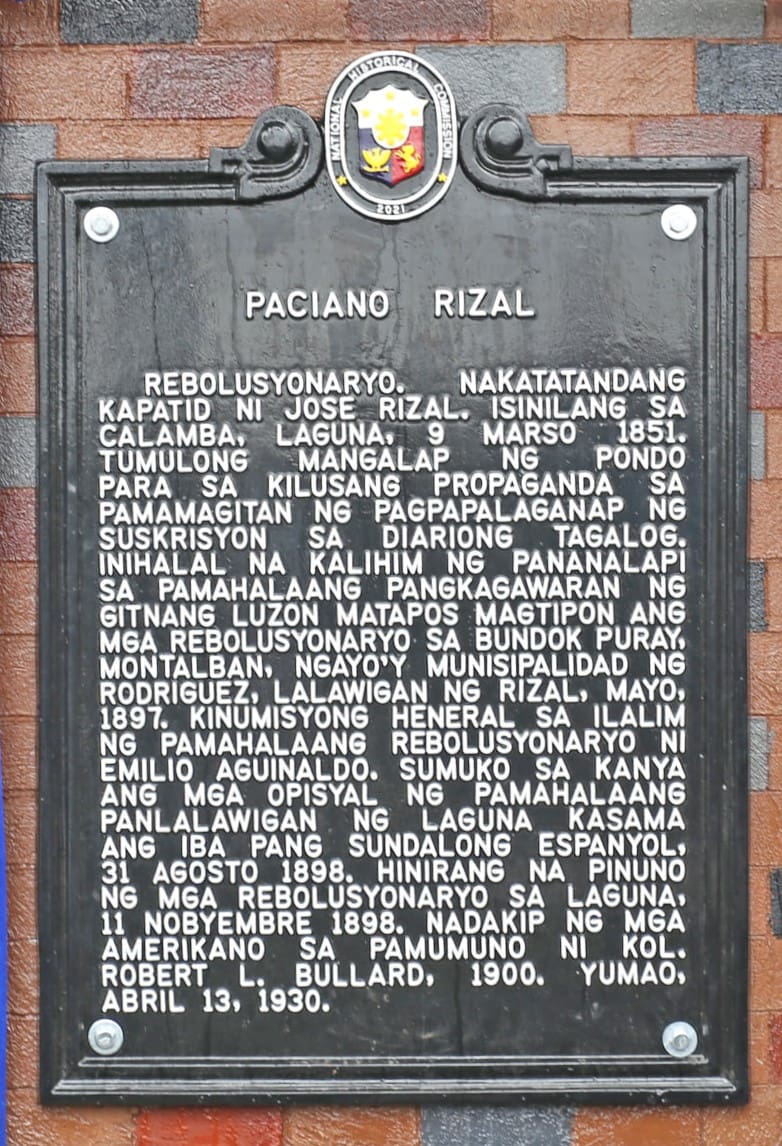 NATIONAL HISTORICAL COMMISSION
2021
PACIANO RIZAL
REBOLUSYONARYO. NAKATATANDANG
KAPATID NI JOSE RIZAL. ISINILANG SA
CALAMBA, LAGUNA, 9 MARSO 1851.
TUMULONG MANGALAP NG PONDO
PARA SA KILUSANG PROPAGANDA SA
PAMAMAGITAN NG PAGPAPALAGANAP NG
SUSKRISYON SA DIARIONG TAGALOG.
INIHALAL NA KALIHIM NG PANANALAPI
SA PAMAHALAANG PANGKAGAWARAN NG
GITNANG LUZON MATAPOS MAGTIPON ANG
MGA REBOLUSYONARYO SA BUNDOK PURAY,
MONTALBAN, NGAYO'Y MUNISIPALIDAD NG
RODRIGUEZ, LALAWIGAN NG RIZAL, MAYO,
1897. KINUMISYONG HENERAL SA ILALIM
NG PAMAHALAANG REBOLUSYONARYO NI
EMILIO AGUINALDO. SUMUKO SA KANYA
ANG MGA OPISYAL NG PAMAHALAANG
PANLALAWIGAN NG LAGUNA KASAMA
ANG IBA PANG SUNDALONG ESPANYOL,
31 AGOSTO 1898. HINIRANG NA PINUNO
NG MGA REBOLUSYONARYO SA LAGUNA,
11 NOBYEMBRE 1898. NADAKIP NG MGA
AMERIKANO SA PAMUMUNO NI KOL.
ROBERT L. BULLARD, 1900. YUMAO,
ABRIL 13, 1930.